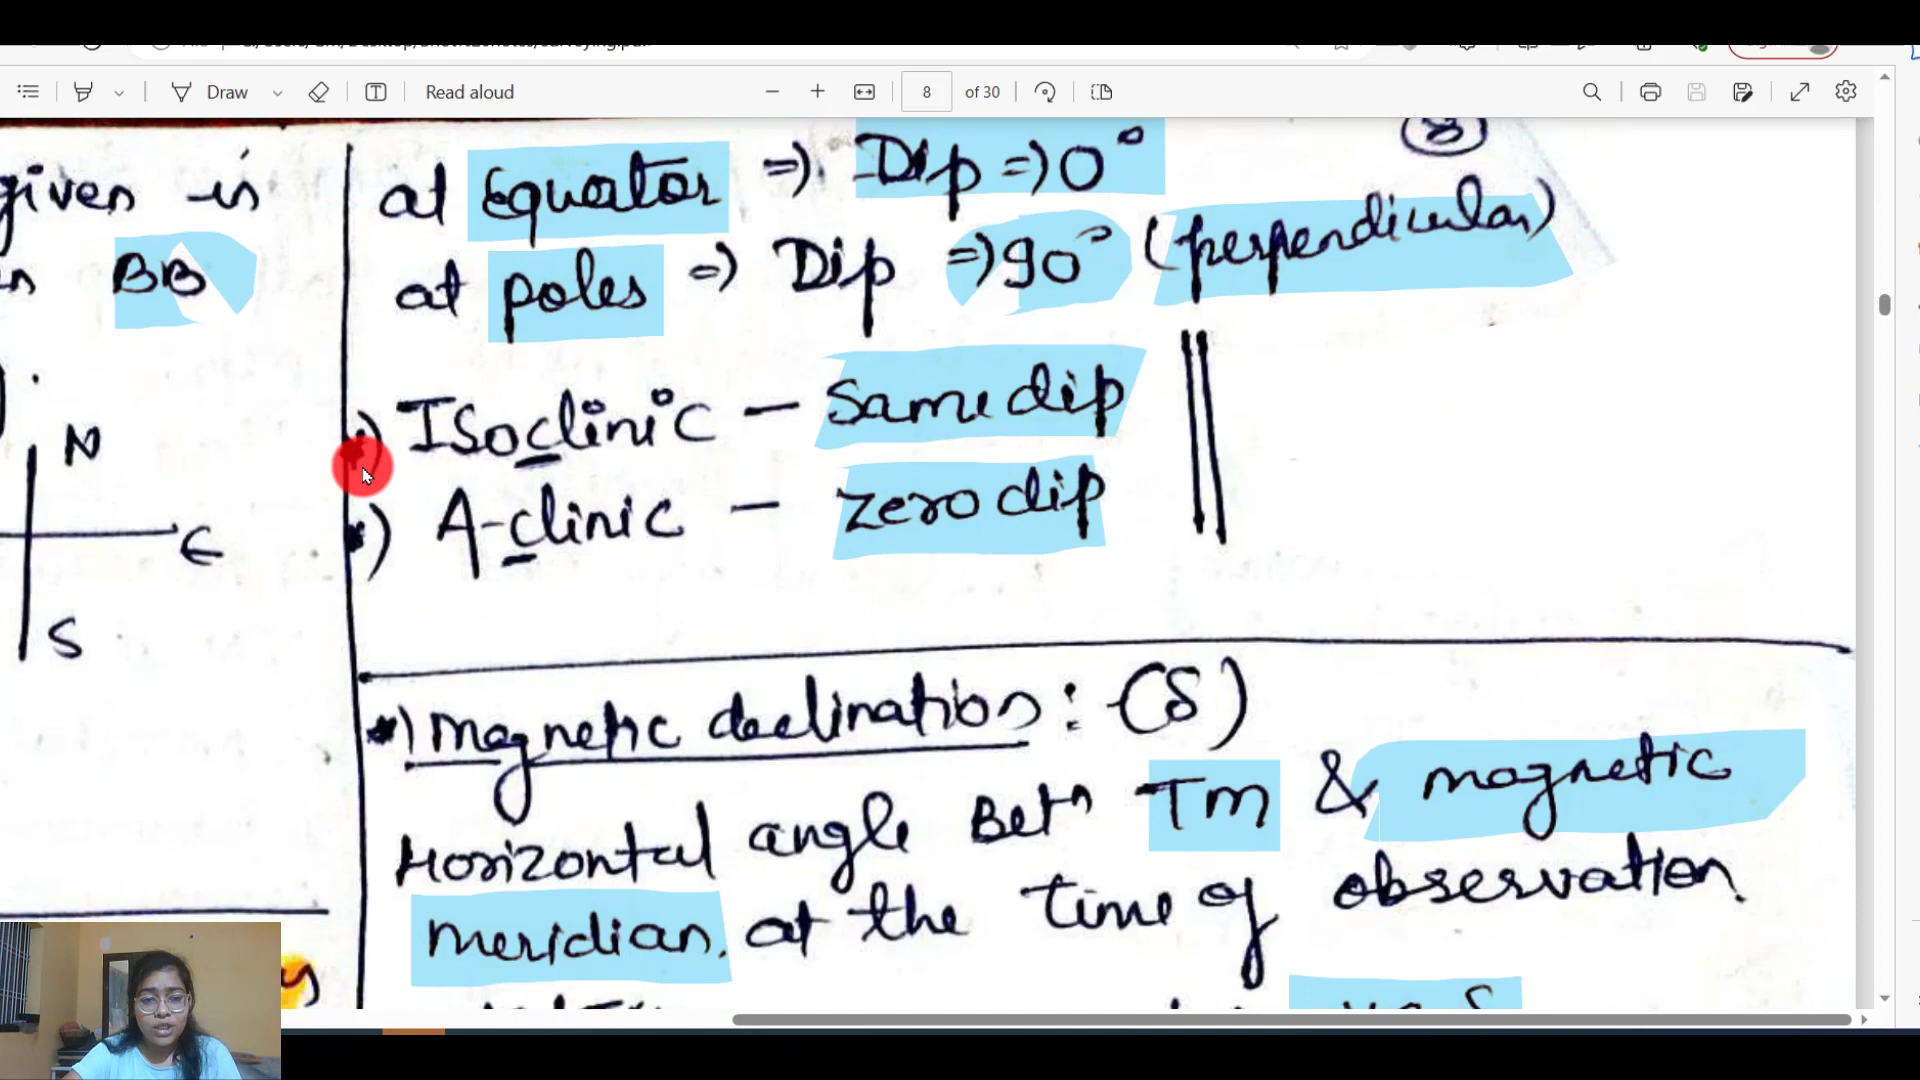 Draw
Read aloud
8 of 30
given is
BB
N
E
S
8
at Equator => Dip => 0°
at poles => Dip => 90° (perpendicular)
*) Isoclinic - Same dip
*) A-clinic - zero dip
*) Magnetic declination: (δ)
Horizontal angle Betn TM & magnetic
meridian, at the time of observation.